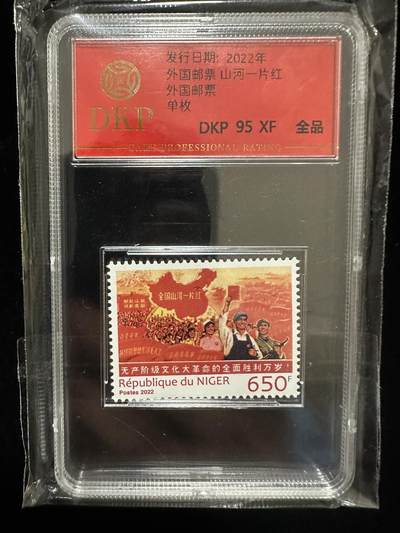 发行日期: 2022年
外国邮票 山河一片红
外国邮票
单枚
DKP
DKP 95 XF 全品
PROFESSIONAL RATING
全国山河一片红
无产阶级文化大革命的全面胜利万岁!
République du NIGER
650F
Postes 2022